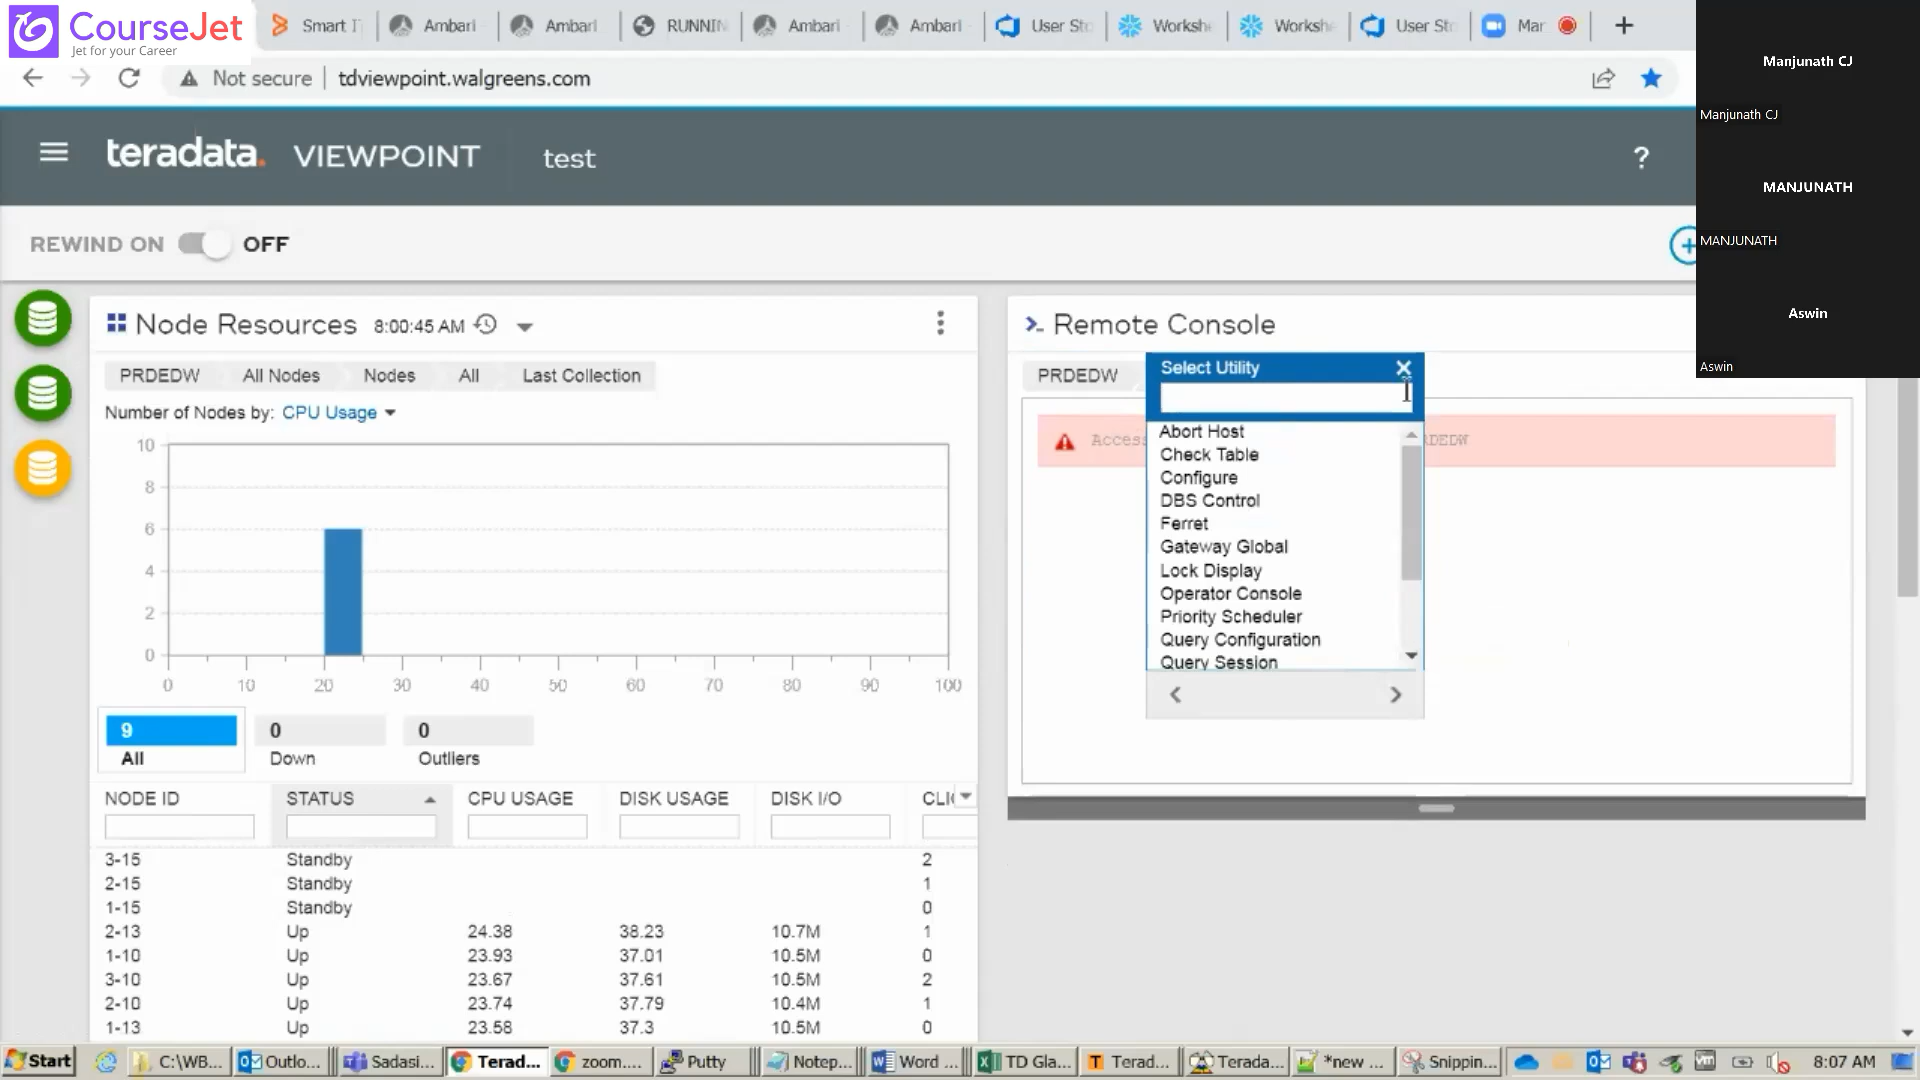 CourseJet
Jet for your Career
Smart I
Ambari
Ambari
RUNNIN
Ambari
Ambari
User Sto
Workshe
Workshe
User Sto
Mar
Not secure
tdviewpoint.walgreens.com
teradata. VIEWPOINT
test
?
REWIND ON
OFF
Node Resources
8:00:45 AM
PRDEDW
All Nodes
Nodes
All
Last Collection
Number of Nodes by: CPU Usage
10
8
6
4
2
0
0 10 20 30 40 50 60 70 80 90 100
9
All
0
Down
0
Outliers
NODE ID STATUS CPU USAGE DISK USAGE DISK I/O
3-15 Standby 2
2-15 Standby 1
1-15 Standby 0
2-13 Up 24.38 38.23 10.7M 1
1-10 Up 23.93 37.01 10.5M 0
3-10 Up 23.67 37.61 10.5M 2
2-10 Up 23.74 37.79 10.4M 1
1-13 Up 23.58 37.3 10.5M 0
Remote Console
PRDEDW
Select Utility
Abort Host
Check Table
Configure
DBS Control
Ferret
Gateway Global
Lock Display
Operator Console
Priority Scheduler
Query Configuration
Query Session
Acces
DEDW
Manjunath CJ
Manjunath CJ
MANJUNATH
MANJUNATH
Aswin
Aswin
Start
C:\WB...
Outlo...
Sadasi...
Terad...
zoom....
Putty
Notep...
Word ...
TD Gla...
Terad...
Terada...
*new ...
Snippin...
8:07 AM